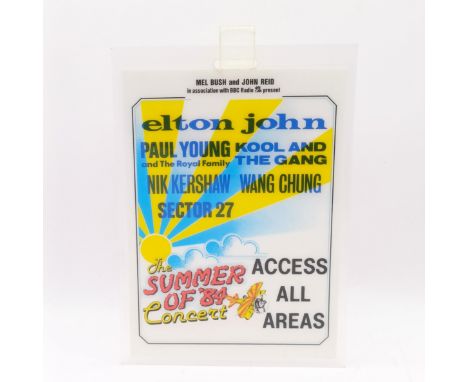 MEL BUSH and JOHN REID
in association with BBC Radio present
elton john
PAUL YOUNG
and The Royal Family
KOOL AND
THE GANG
NIK KERSHAW WANG CHUNG
SECTOR 27
The
SUMMER
OF '84
Concert
ACCESS
ALL
AREAS